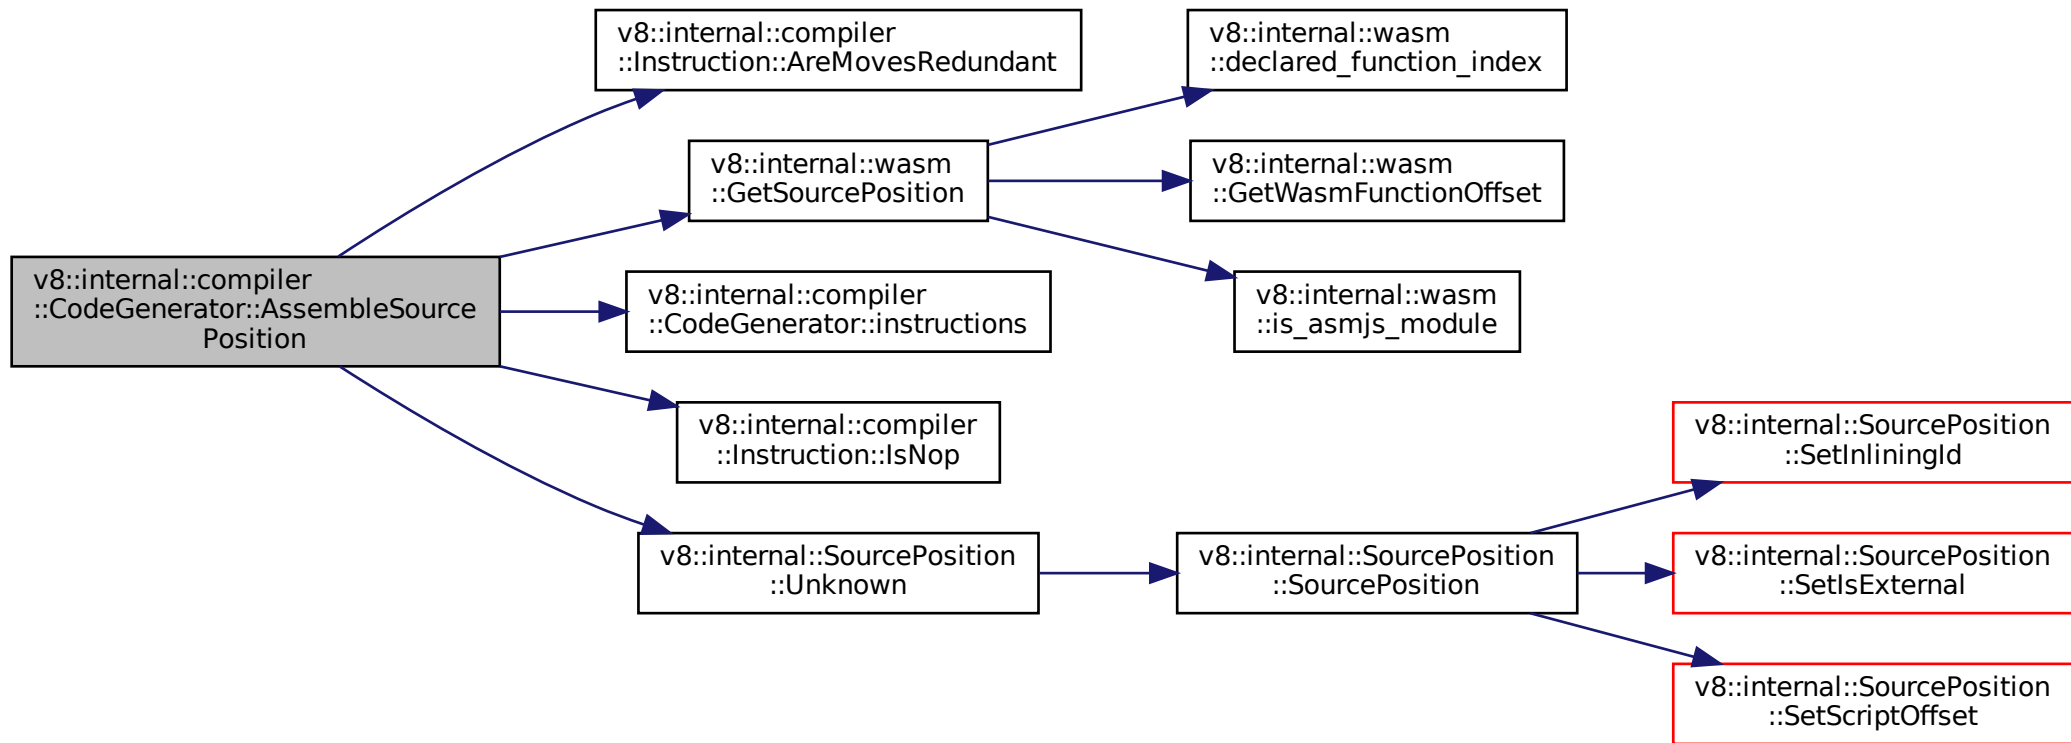 v8::internal::compiler
::Instruction::AreMovesRedundant
v8::internal::wasm
::declared_function_index
v8::internal::wasm
::GetSourcePosition
v8::internal::wasm
::GetWasmFunctionOffset
v8::internal::compiler
::CodeGenerator::AssembleSource
Position
v8::internal::compiler
::CodeGenerator::instructions
v8::internal::wasm
::is_asmjs_module
v8::internal::compiler
::Instruction::IsNop
v8::internal::SourcePosition
::SetInliningId
v8::internal::SourcePosition
::Unknown
v8::internal::SourcePosition
::SourcePosition
v8::internal::SourcePosition
::SetIsExternal
v8::internal::SourcePosition
::SetScriptOffset